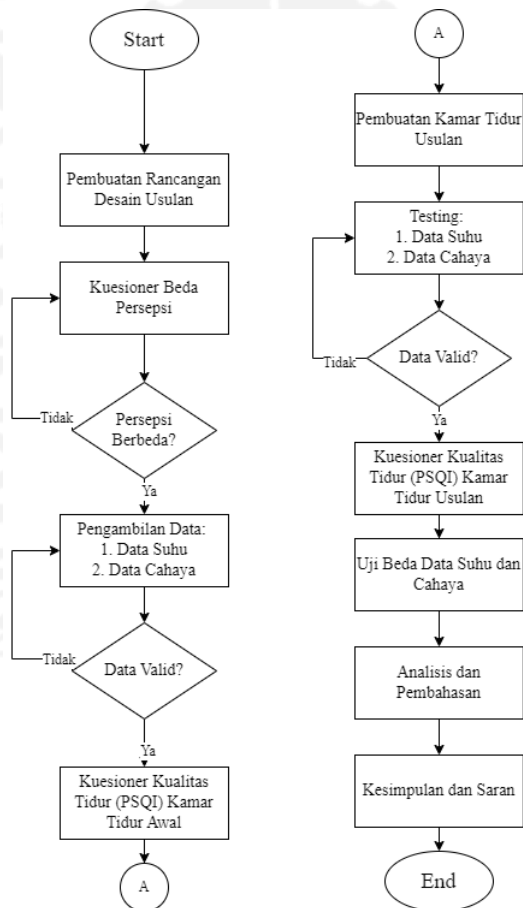 Start
Pembuatan Rancangan
Desain Usulan
Kuesioner Beda
Persepsi
Persepsi
Berbeda?
Tidak
Ya
Pengambilan Data:
1. Data Suhu
2. Data Cahaya
Data Valid?
Tidak
Ya
Kuesioner Kualitas
Tidur (PSQI) Kamar
Tidur Awal
A
A
Pembuatan Kamar Tidur
Usulan
Testing:
1. Data Suhu
2. Data Cahaya
Data Valid?
Tidak
Ya
Kuesioner Kualitas
Tidur (PSQI) Kamar
Tidur Usulan
Uji Beda Data Suhu dan
Cahaya
Analisis dan
Pembahasan
Kesimpulan dan Saran
End